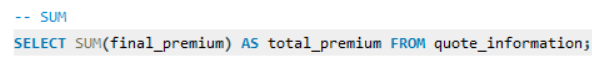 -- SUM
SELECT SUM(final_premium) AS total_premium FROM quote_information;